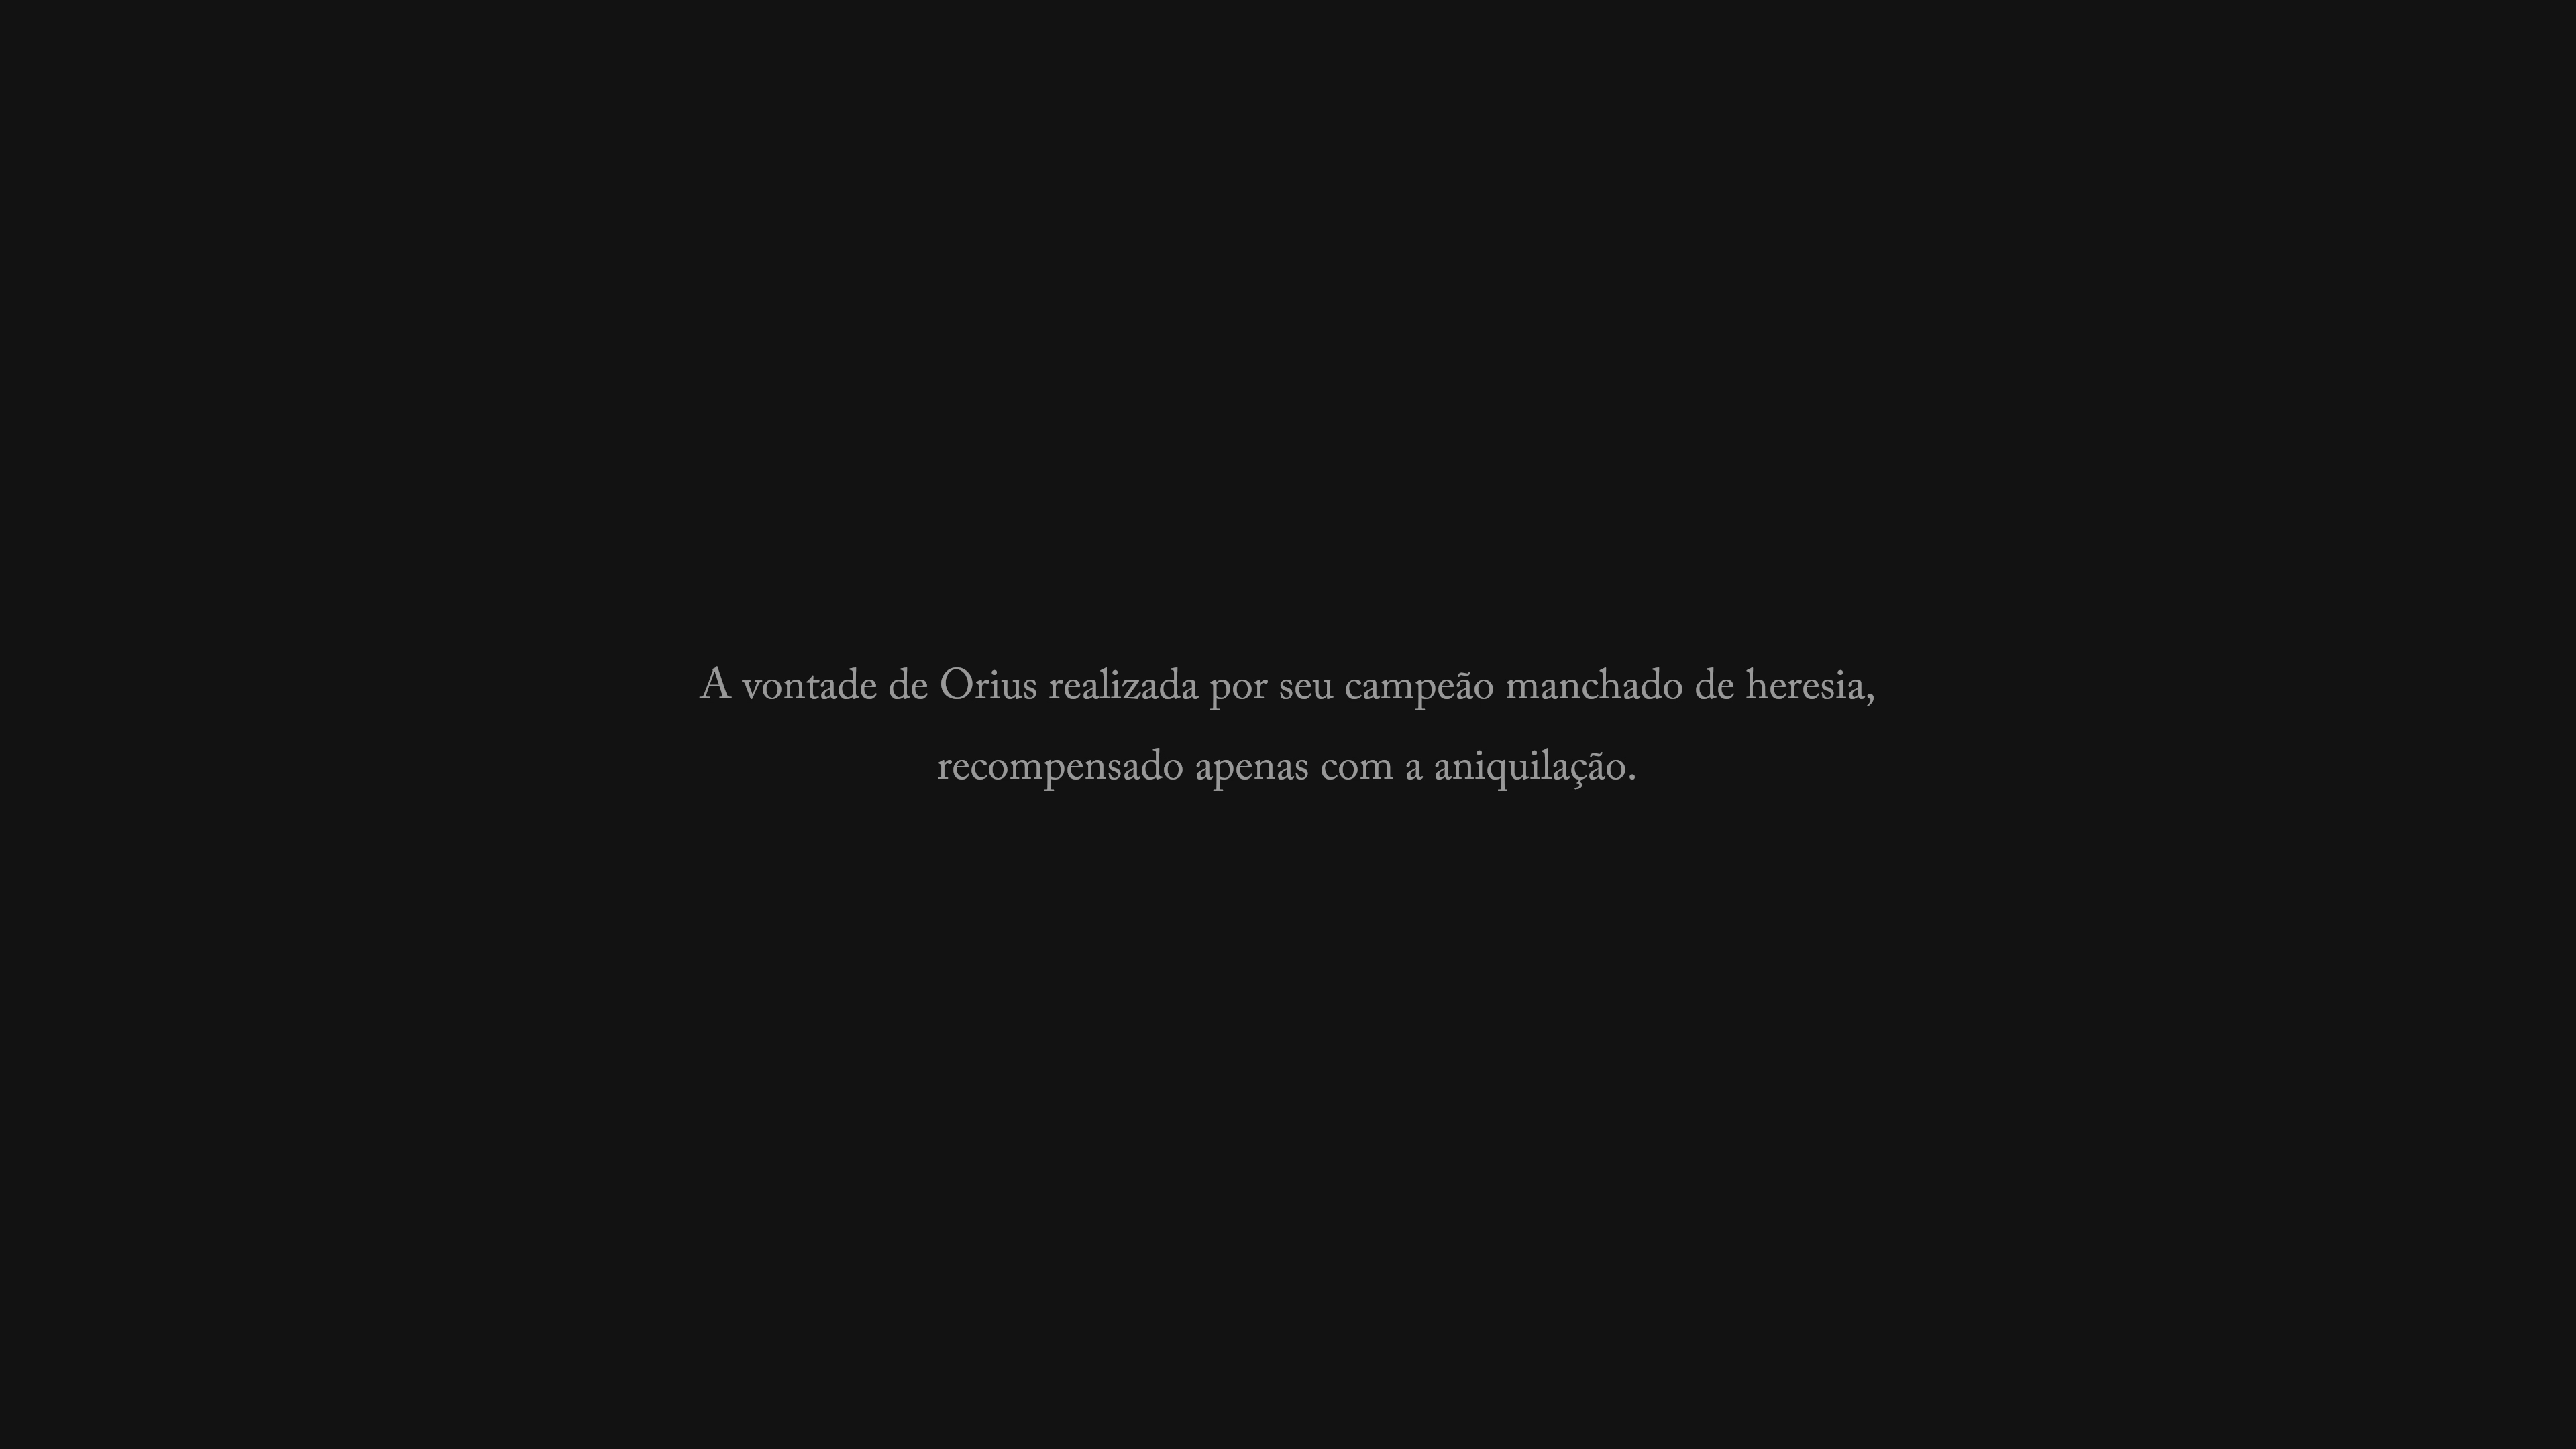 A vontade de Orius realizada por seu campeão manchado de heresia,
recompensado apenas com a aniquilação.